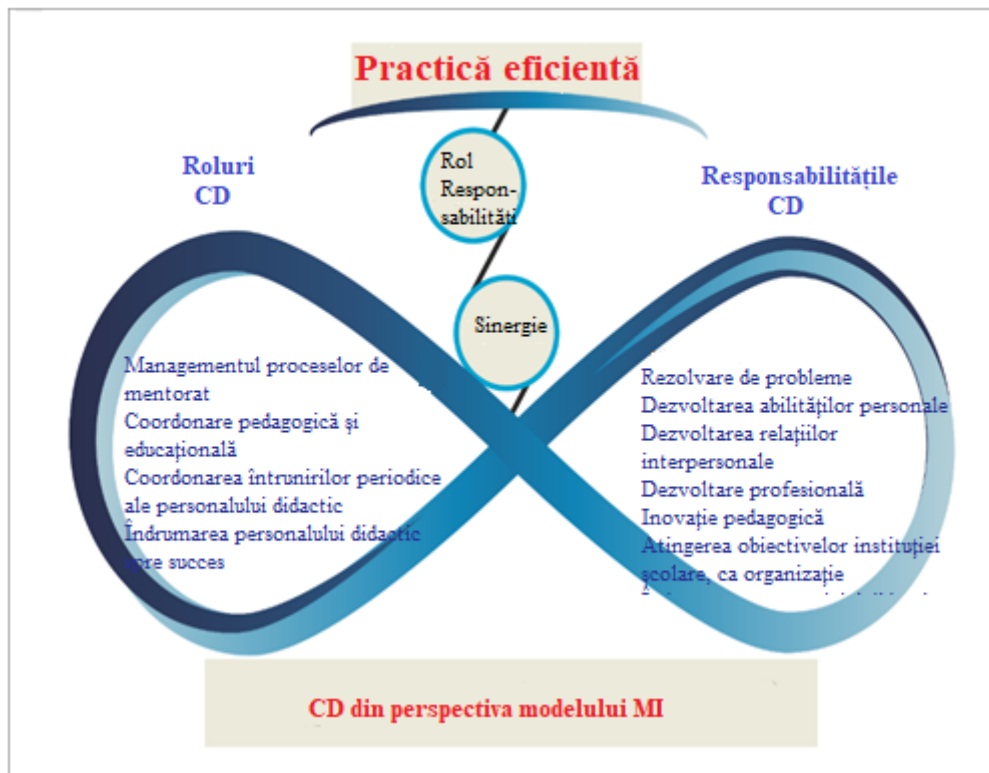 Practică eficientă
Rol
Respon-
sabilități
Roluri
CD
Responsabilitățile
CD
Sinergie
Managementul proceselor de
mentorat
Coordonare pedagogică și
educațională
Coordonarea întrunirilor periodice
ale personalului didactic
Îndrumarea personalului didactic
spre succes
Rezolvare de probleme
Dezvoltarea abilităților personale
Dezvoltarea relațiilor
interpersonale
Dezvoltare profesională
Inovație pedagogică
Atingerea obiectivelor instituției
școlare, ca organizație
CD din perspectiva modelului MI